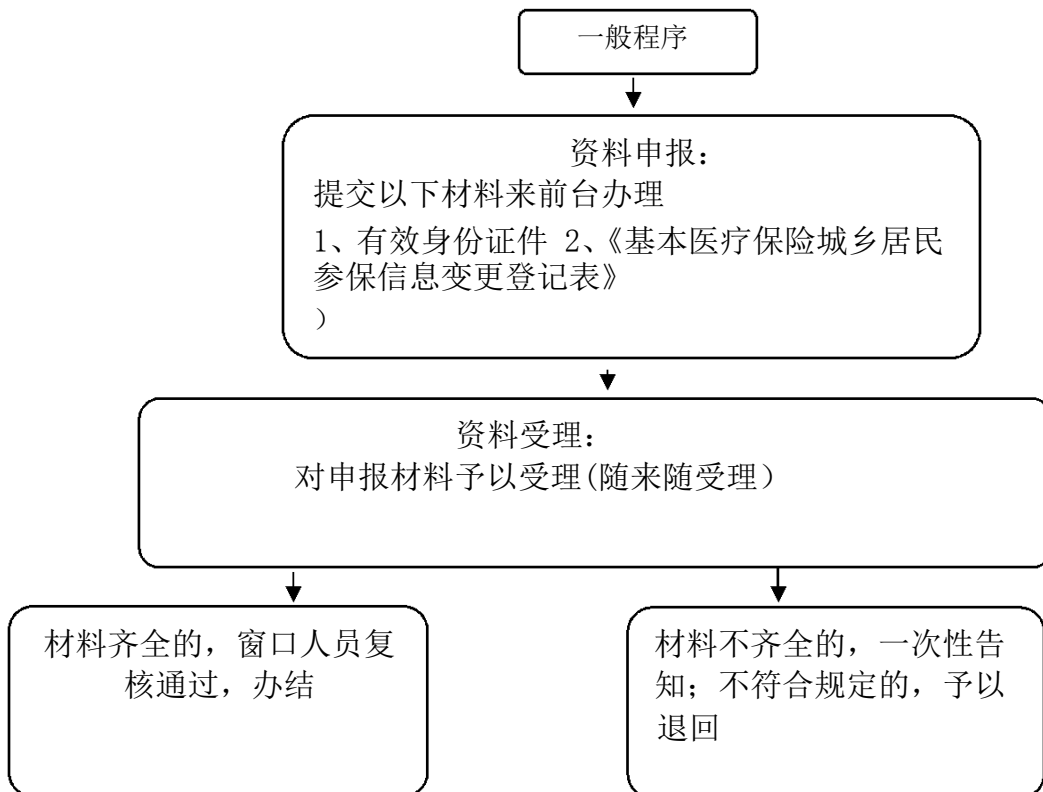 一般程序
资料申报：
提交以下材料来前台办理
1、有效身份证件 2、《基本医疗保险城乡居民
参保信息变更登记表》
）
资料受理：
对申报材料予以受理(随来随受理）
材料齐全的，窗口人员复
核通过，办结
材料不齐全的，一次性告
知；不符合规定的，予以
退回